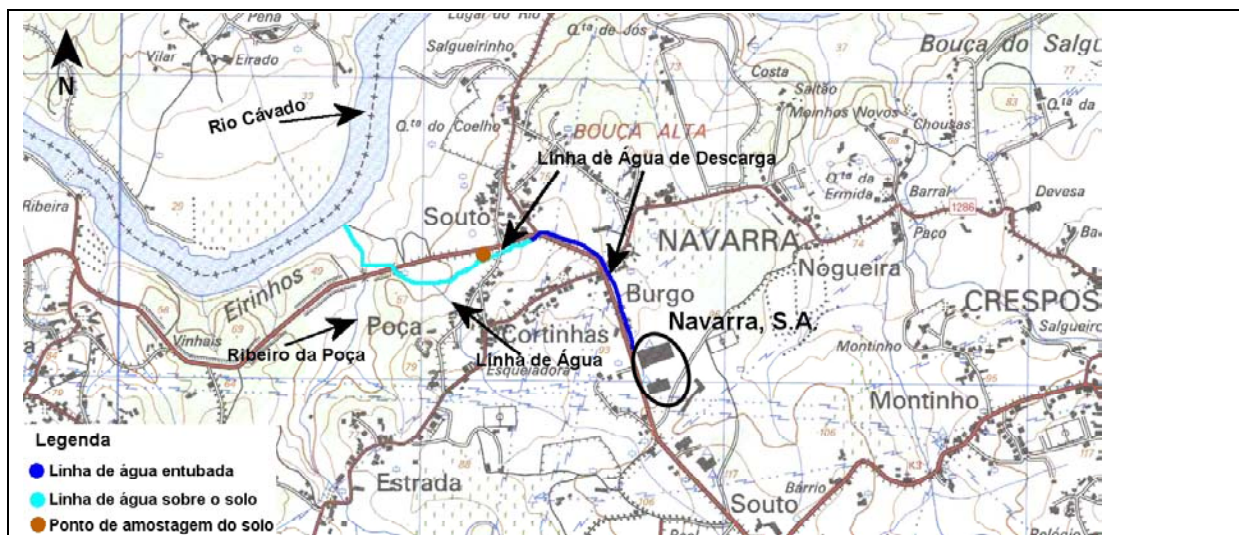 Pena
Lugar do Rio
Q.ta de Jós
Bouça do Salgu
Vilar
Eirado
Salgueirinho
Costa
Saltão
Moinhos Novos
Q.ta da
Chousas
N
Rio Cávado
Q.ta do Coelho
BOUÇA ALTA
Linha de Água de Descarga
Q.ta da
Ermida
Barral
Devesa
1286
Ribeira
Souto
NAVARRA
Paço
Nogueira
Eirinhos
Burgo
CRESPOS
Navarra, S.A.
Poça
Cortinhas
Vinhais
Ribeiro da Poça
Linha de Água
Montinho
Montinho
Legenda
Linha de água entubada
Linha de água sobre o solo
Ponto de amostagem do solo
Estrada
Barrio
Souto